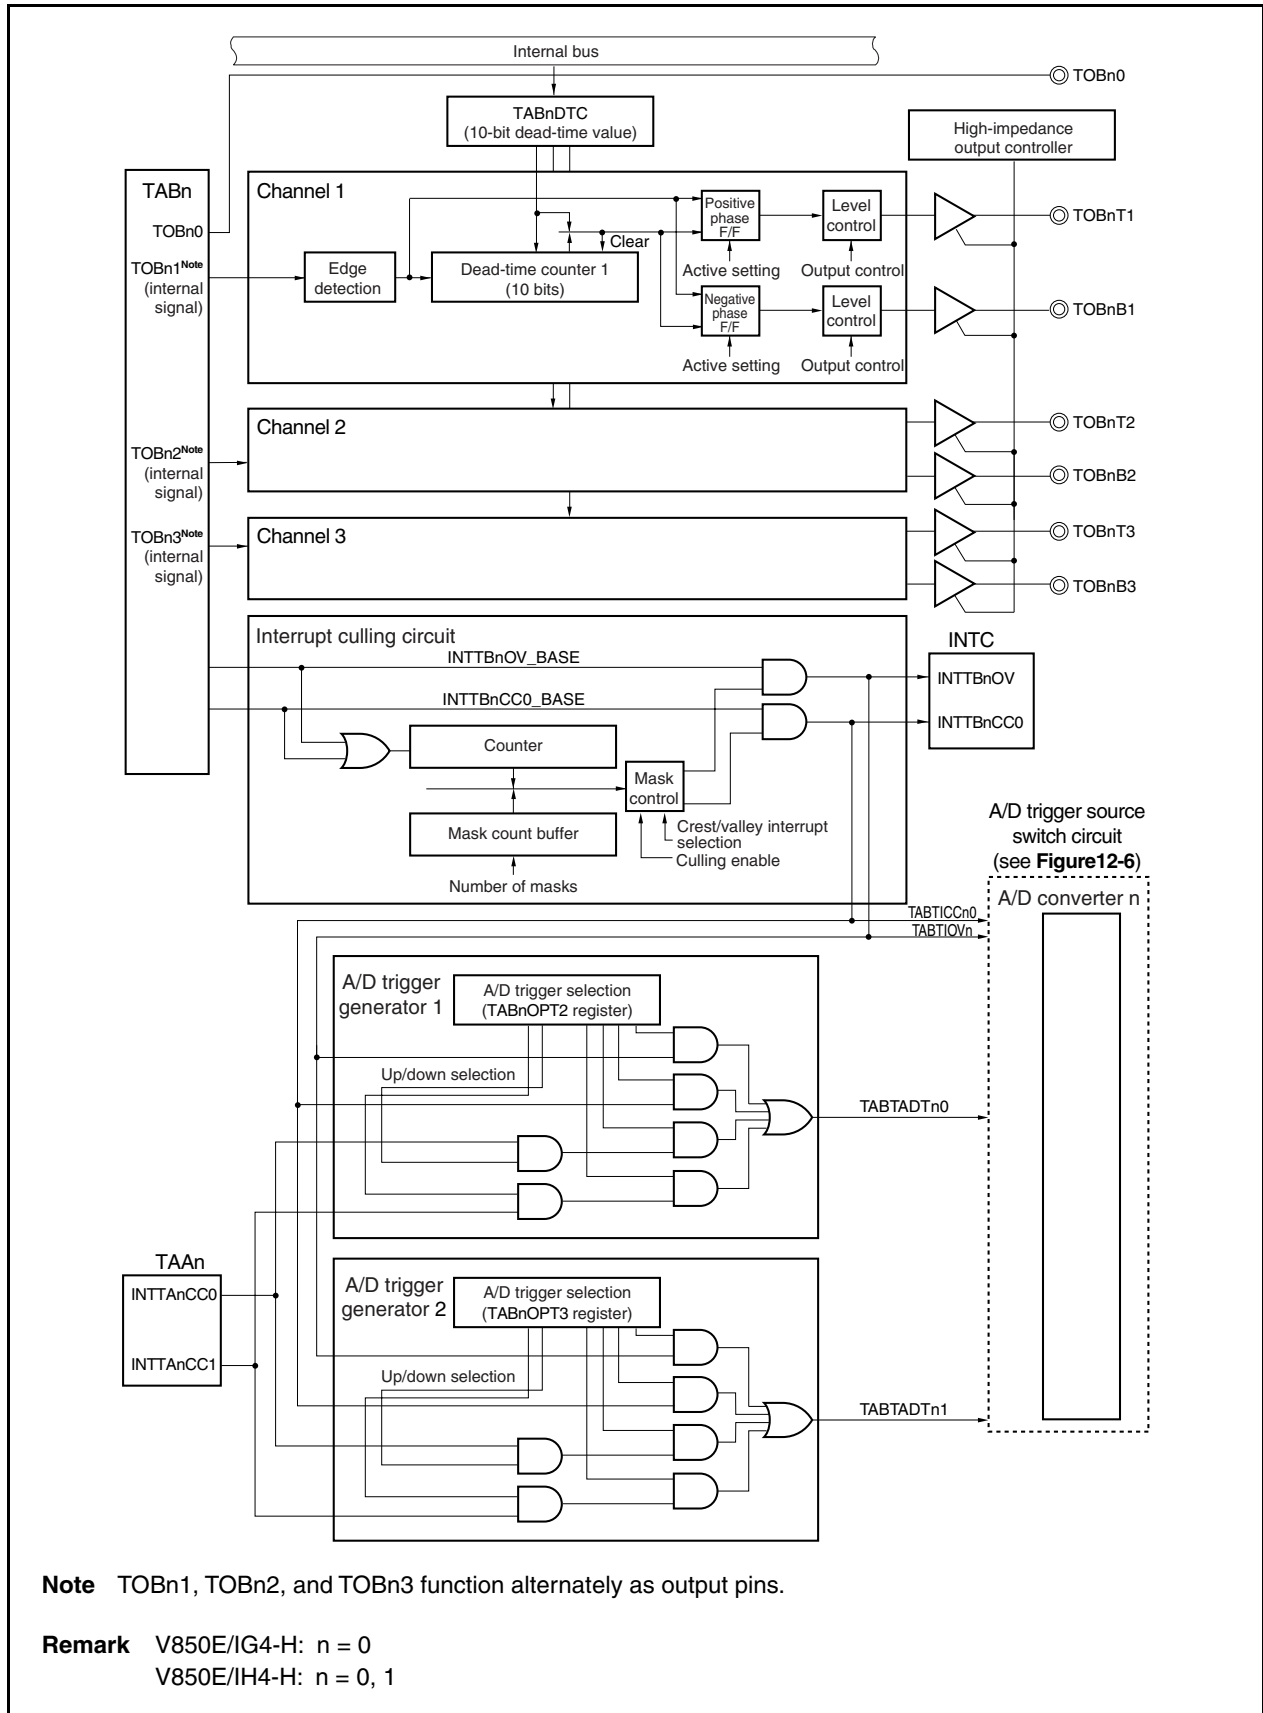 Internal bus
TOBn0
TABnDTC
(10-bit dead-time value)
High-impedance
output controller
TABn
TOBn0
TOBn1Note
(internal
signal)
TOBn2Note
(internal
signal)
TOBn3Note
(internal
signal)
Channel 1
Edge
detection
Dead-time counter 1
(10 bits)
Clear
Positive
phase
F/F
Level
control
Active setting
Output control
Negative
phase
F/F
Level
control
Active setting
Output control
TOBnT1
TOBnB1
Channel 2
TOBnT2
TOBnB2
Channel 3
TOBnT3
TOBnB3
Interrupt culling circuit
INTTBnOV_BASE
INTTBnCC0_BASE
Counter
Mask count buffer
Number of masks
Mask
control
Crest/valley interrupt
selection
Culling enable
INTC
INTTBnOV
INTTBnCC0
A/D trigger source
switch circuit
(see Figure12-6)
A/D converter n
TABTICCn0
TABTIOVn
A/D trigger
generator 1
A/D trigger selection
(TABnOPT2 register)
Up/down selection
TABTADTn0
TAAn
INTTAnCC0
INTTAnCC1
A/D trigger
generator 2
A/D trigger selection
(TABnOPT3 register)
Up/down selection
TABTADTn1
Note TOBn1, TOBn2, and TOBn3 function alternately as output pins.
Remark V850E/IG4-H: n = 0
V850E/IH4-H: n = 0, 1